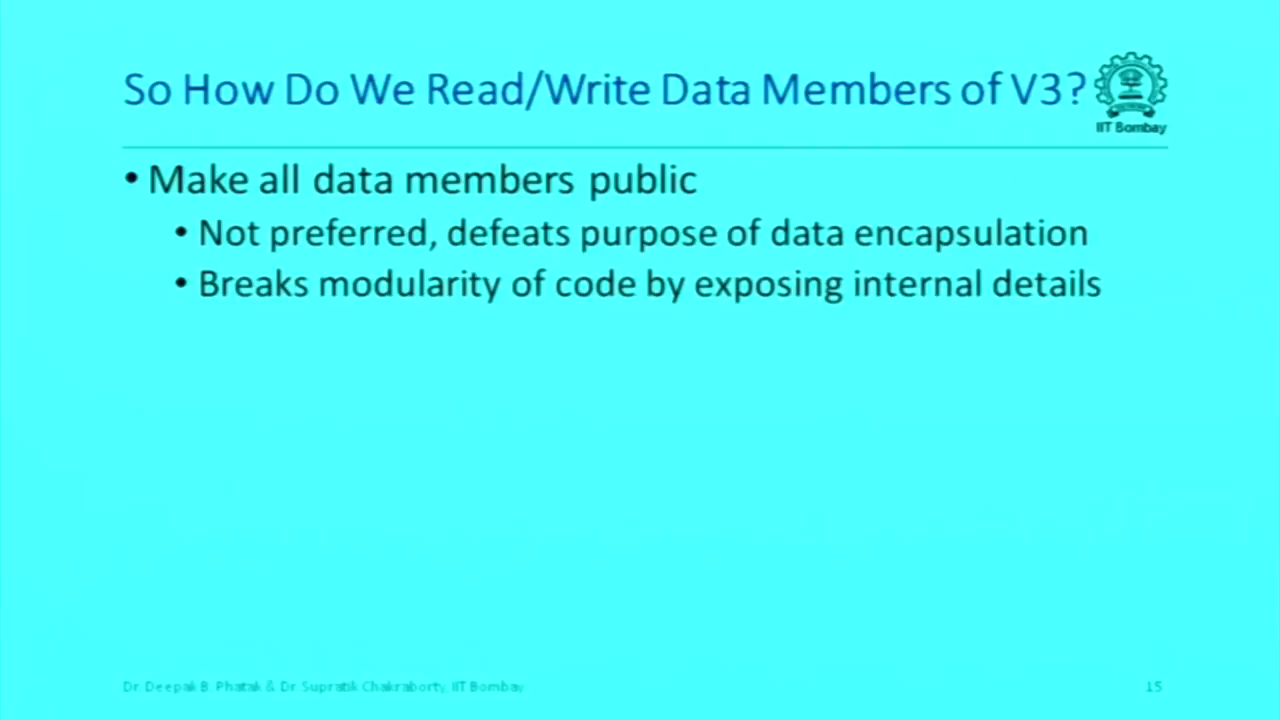 So How Do We Read/Write Data Members of V3?
IIT Bombay
• Make all data members public
• Not preferred, defeats purpose of data encapsulation
• Breaks modularity of code by exposing internal details
Dr. Deepak B. Phatak & Dr. Supratik Chakraborty, IIT Bombay
15